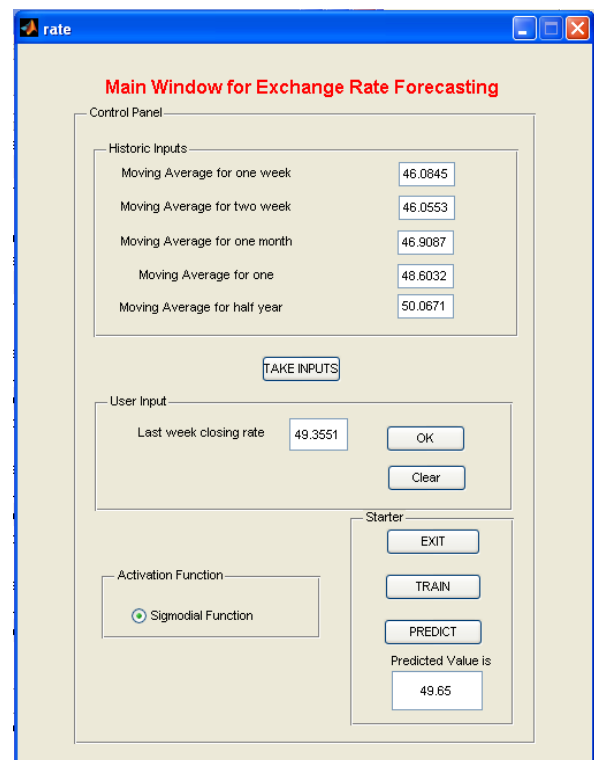 rate
Main Window for Exchange Rate Forecasting
Control Panel
Historic Inputs
Moving Average for one week 46.0845
Moving Average for two week 46.0553
Moving Average for one month 46.9087
Moving Average for one 48.6032
Moving Average for half year 50.0671
TAKE INPUTS
User Input
Last week closing rate 49.3551 OK
Clear
Starter
EXIT
Activation Function
TRAIN
Sigmodial Function
PREDICT
Predicted Value is
49.65